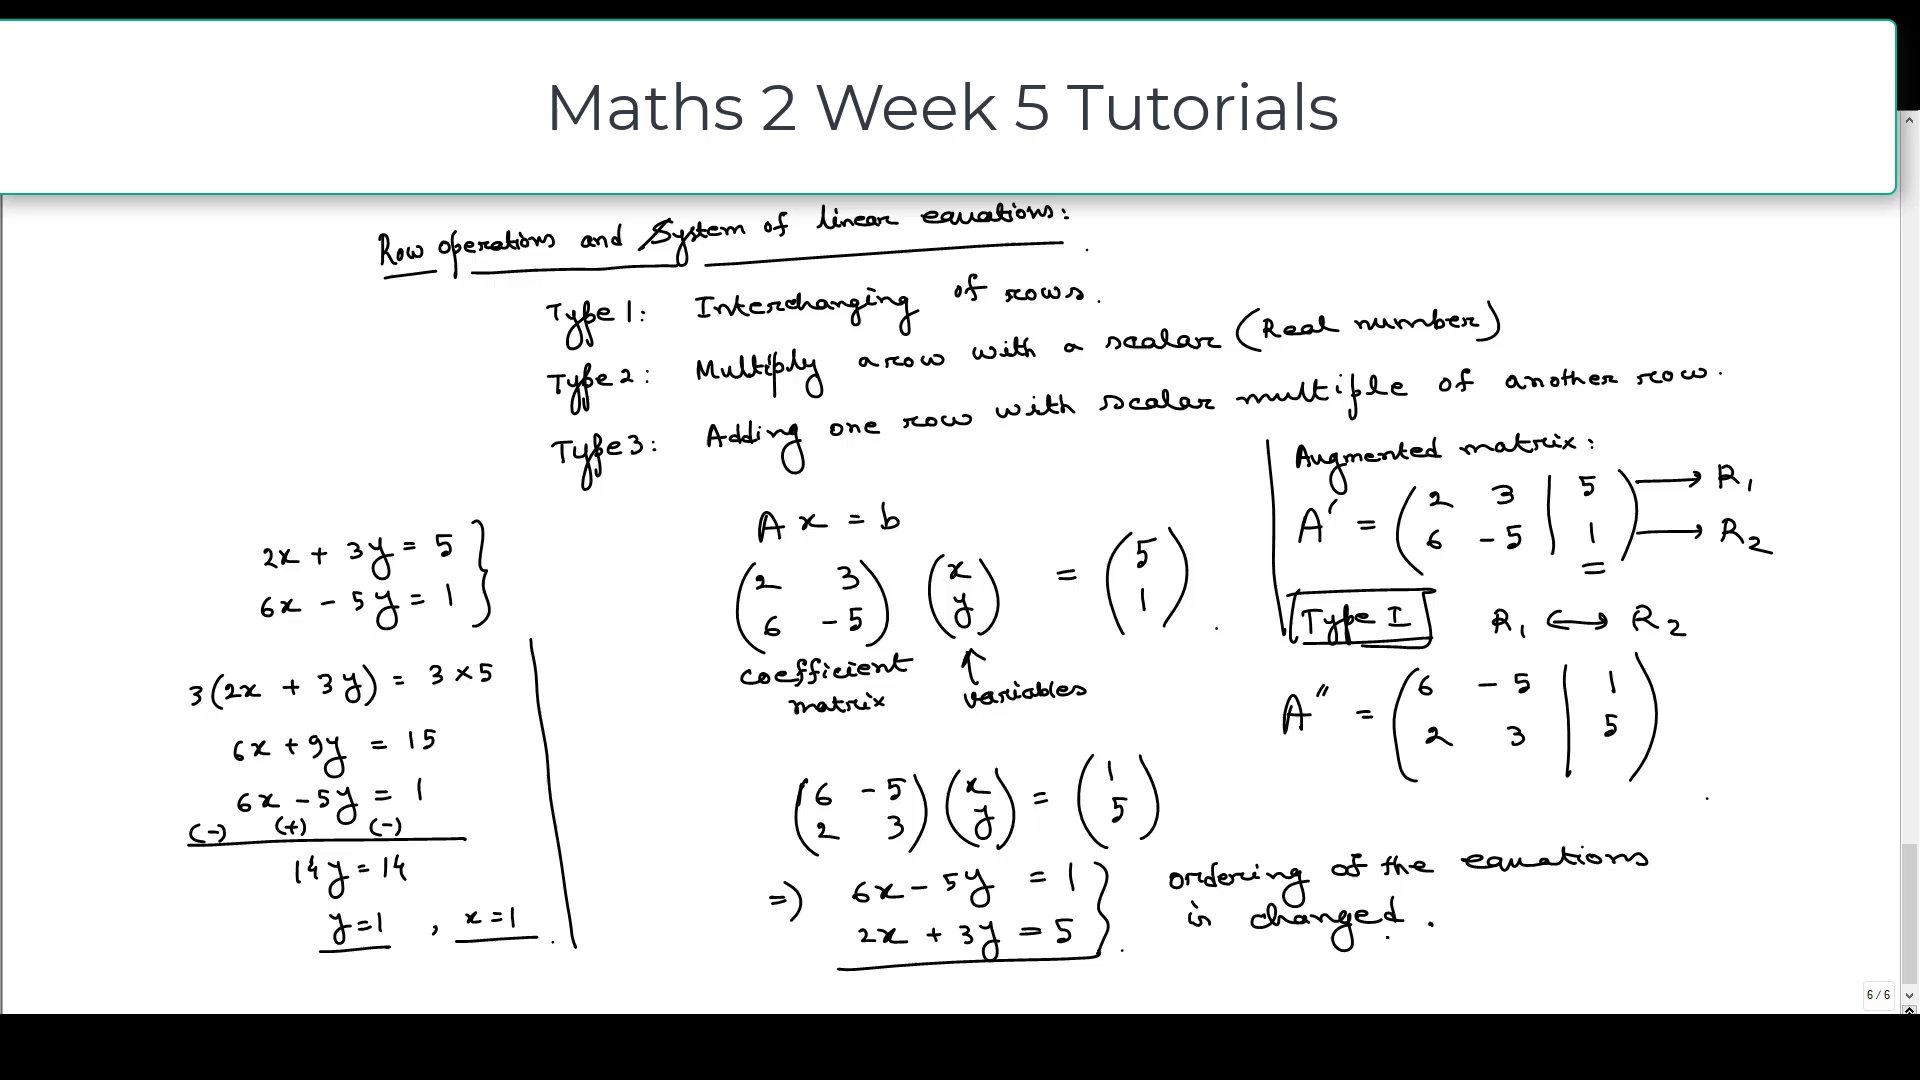 Maths 2 Week 5 Tutorials
Row operations and System of linear equations:
Type 1: Interchanging of rows.
Type 2: Multiply a row with a scalar (Real number)
Type 3: Adding one row with scalar multiple of another row.
2x + 3y = 5
6x - 5y = 1
3(2x + 3y) = 3 × 5
6x + 9y = 15
6x - 5y = 1
(-) (+) (-)
14y = 14
y=1 , x=1 .
A x = b
( 2 3 ) ( x ) = ( 5 )
( 6 -5 ) ( y ) ( 1 ) .
coefficient matrix
↑ variables
( 6 -5 ) ( x ) = ( 1 )
( 2 3 ) ( y ) ( 5 )
=> 6x - 5y = 1
2x + 3y = 5
ordering of the equations
is changed.
Augmented matrix:
A' = ( 2 3 | 5 ) → R1
( 6 -5 | 1 ) → R2
=
Type I R1 ↔ R2
A" = ( 6 -5 | 1 )
( 2 3 | 5 )
6 / 6